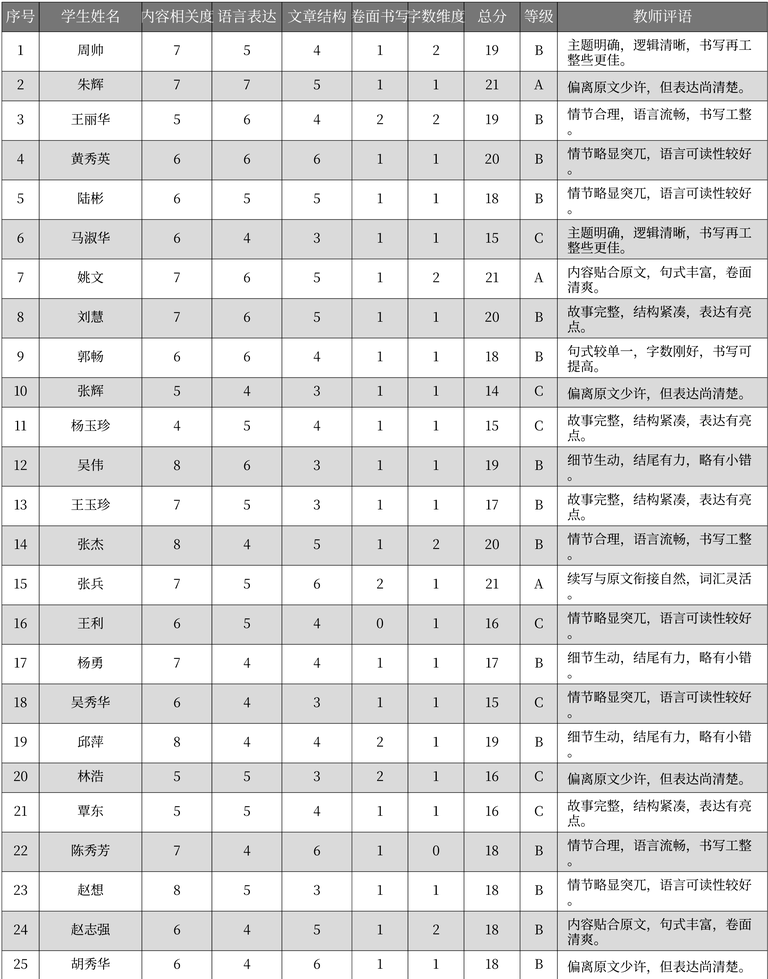 序号 学生姓名 内容相关度 语言表达 文章结构 卷面书写 字数维度 总分 等级 教师评语
1 周帅 7 5 4 1 2 19 B 主题明确，逻辑清晰，书写再工
整些更佳。
2 朱辉 7 7 5 1 1 21 A 偏离原文少许，但表达尚清楚。
3 王丽华 5 6 4 2 2 19 B 情节合理，语言流畅，书写工整
。
4 黄秀英 6 6 6 1 1 20 B 情节略显突兀，语言可读性较好
。
5 陆彬 6 5 5 1 1 18 B 情节略显突兀，语言可读性较好
。
6 马淑华 6 4 3 1 1 15 C 主题明确，逻辑清晰，书写再工
整些更佳。
7 姚文 7 6 5 1 2 21 A 内容贴合原文，句式丰富，卷面
清爽。
8 刘慧 7 6 5 1 1 20 B 故事完整，结构紧凑，表达有亮
点。
9 郭畅 6 6 4 1 1 18 B 句式较单一，字数刚好，书写可
提高。
10 张辉 5 4 3 1 1 14 C 偏离原文少许，但表达尚清楚。
11 杨玉珍 4 5 4 1 1 15 C 故事完整，结构紧凑，表达有亮
点。
12 吴伟 8 6 3 1 1 19 B 细节生动，结尾有力，略有小错
。
13 王玉珍 7 5 3 1 1 17 B 故事完整，结构紧凑，表达有亮
点。
14 张杰 8 4 5 1 2 20 B 情节合理，语言流畅，书写工整
。
15 张兵 7 5 6 2 1 21 A 续写与原文衔接自然，词汇灵活
。
16 王利 6 5 4 0 1 16 C 情节略显突兀，语言可读性较好
。
17 杨勇 7 4 4 1 1 17 B 细节生动，结尾有力，略有小错
。
18 吴秀华 6 4 3 1 1 15 C 情节略显突兀，语言可读性较好
。
19 邱萍 8 4 4 2 1 19 B 细节生动，结尾有力，略有小错
。
20 林浩 5 5 3 2 1 16 C 偏离原文少许，但表达尚清楚。
21 覃东 5 5 4 1 1 16 C 故事完整，结构紧凑，表达有亮
点。
22 陈秀芳 7 4 6 1 0 18 B 情节合理，语言流畅，书写工整
。
23 赵想 8 5 3 1 1 18 B 情节略显突兀，语言可读性较好
。
24 赵志强 6 4 5 1 2 18 B 内容贴合原文，句式丰富，卷面
清爽。
25 胡秀华 6 4 6 1 1 18 B 偏离原文少许，但表达尚清楚。